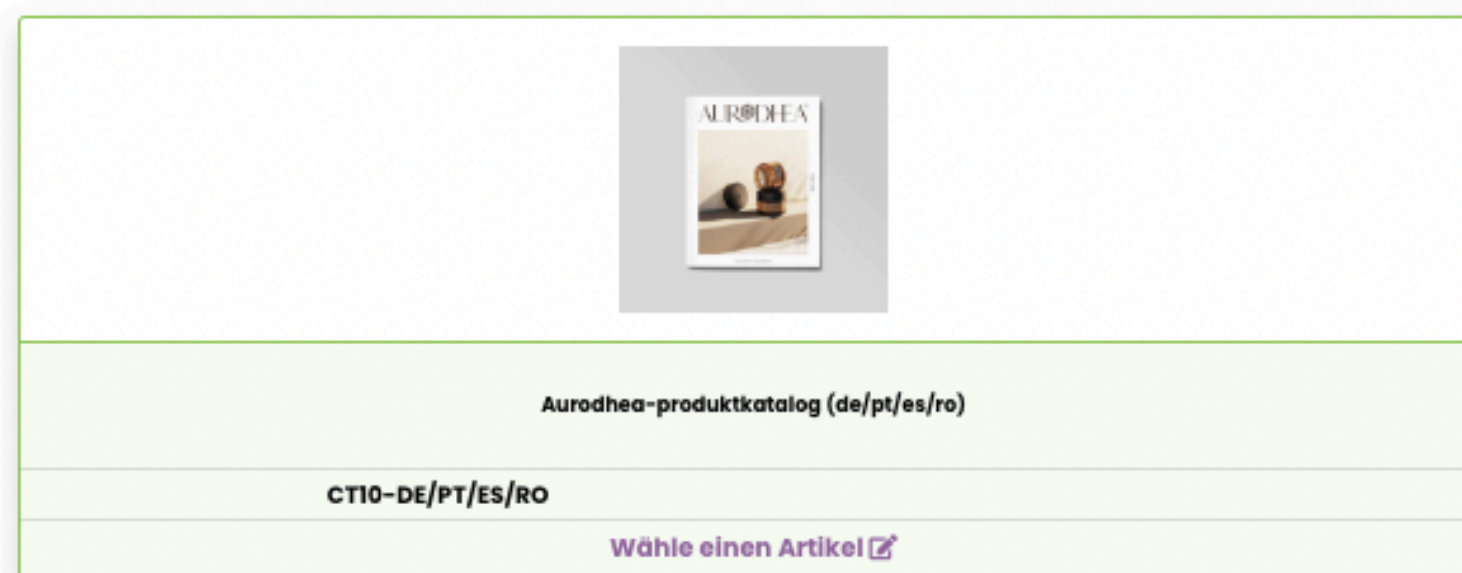 AURODHEA
Aurodhea-produktkatalog (de/pt/es/ro)
CT10-DE/PT/ES/RO
Wähle einen Artikel